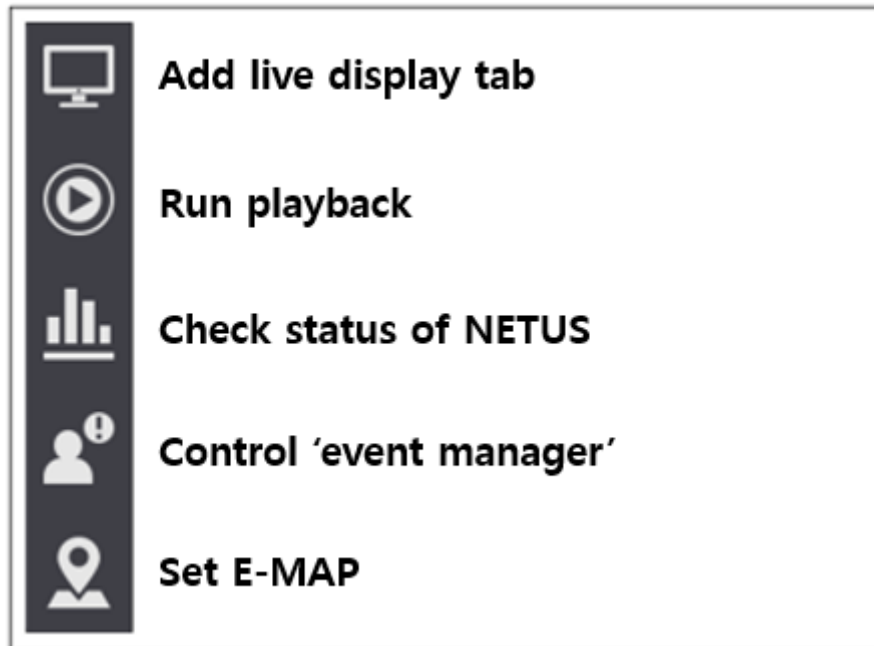 Add live display tab
Run playback
Check status of NETUS
Control ‘event manager’
Set E-MAP